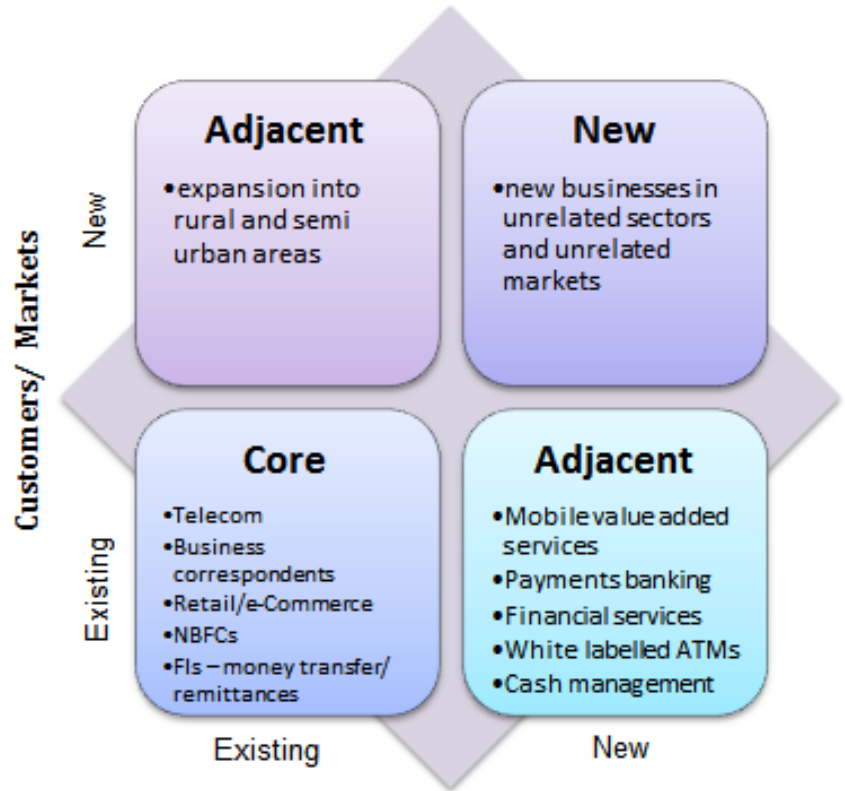 Customers/ Markets
New
Adjacent
•expansion into
rural and semi
urban areas
New
•new businesses in
unrelated sectors
and unrelated
markets
Existing
Core
•Telecom
•Business
correspondents
•Retail/e-Commerce
•NBFCs
•FIs – money transfer/
remittances
Adjacent
•Mobile value added
services
•Payments banking
•Financial services
•White labelled ATMs
•Cash management
Existing
New